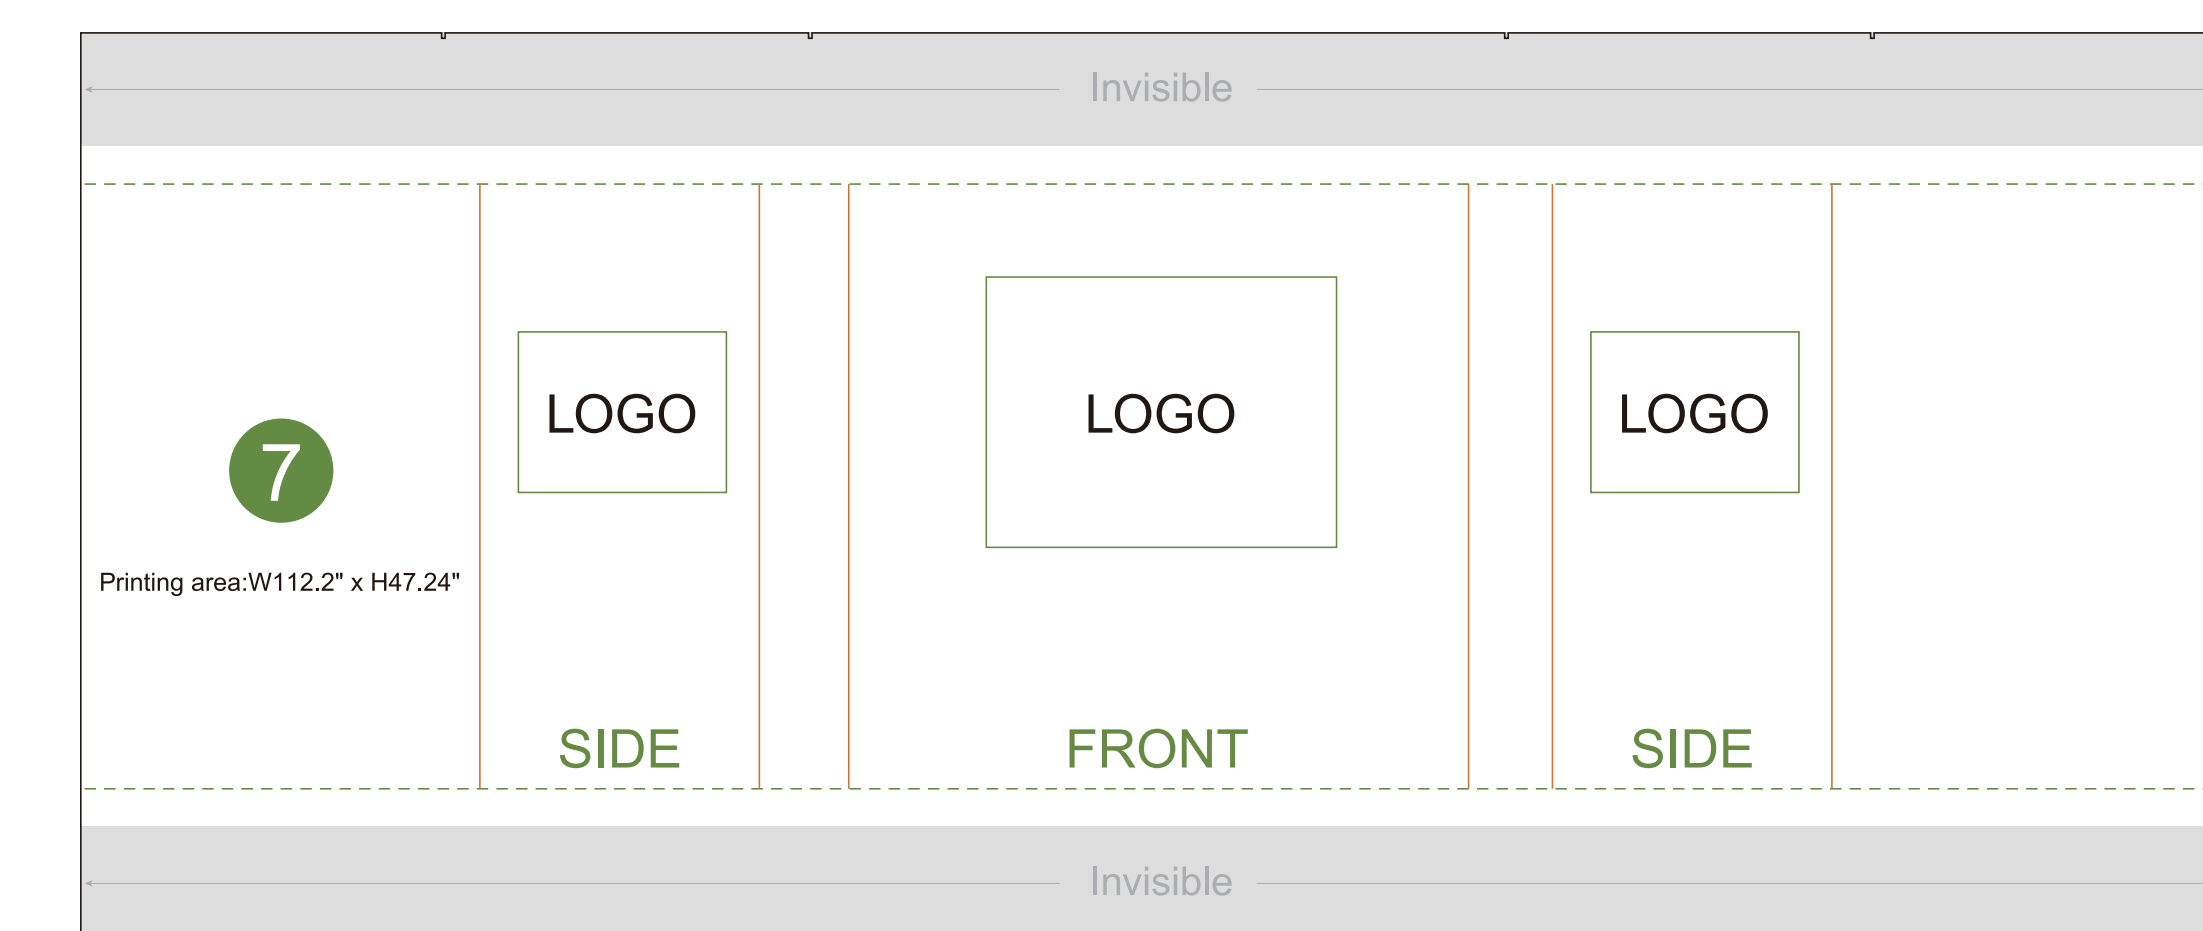 Invisible
LOGO
LOGO
LOGO
7
Printing area:W112.2" x H47.24"
SIDE
FRONT
SIDE
Invisible